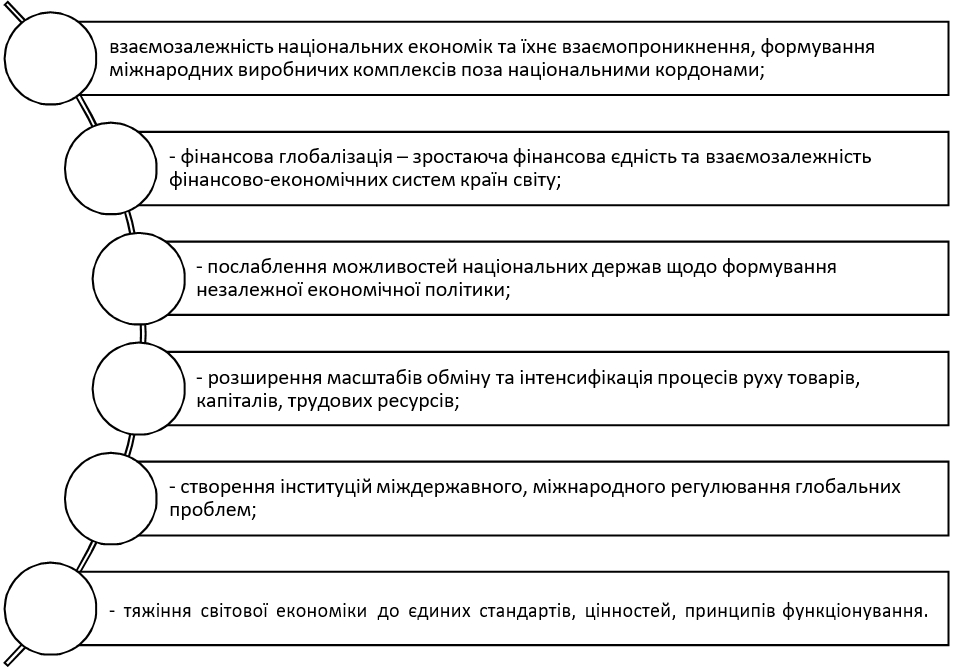 взаємозалежність національних економік та їхнє взаємопроникнення, формування
міжнародних виробничих комплексів поза національними кордонами;
- фінансова глобалізація – зростаюча фінансова єдність та взаємозалежність
фінансово-економічних систем країн світу;
- послаблення можливостей національних держав щодо формування
незалежної економічної політики;
- розширення масштабів обміну та інтенсифікація процесів руху товарів,
капіталів, трудових ресурсів;
- створення інституцій міждержавного, міжнародного регулювання глобальних
проблем;
- тяжіння світової економіки до єдиних стандартів, цінностей, принципів функціонування.